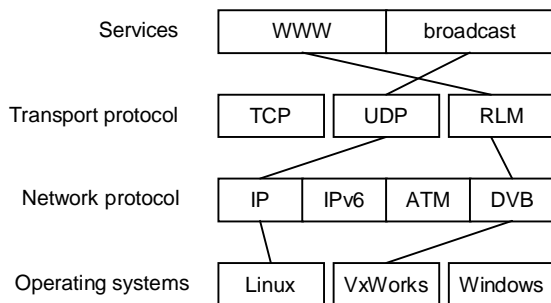 Services WWW broadcast
Transport protocol TCP UDP RLM
Network protocol IP IPv6 ATM DVB
Operating systems Linux VxWorks Windows